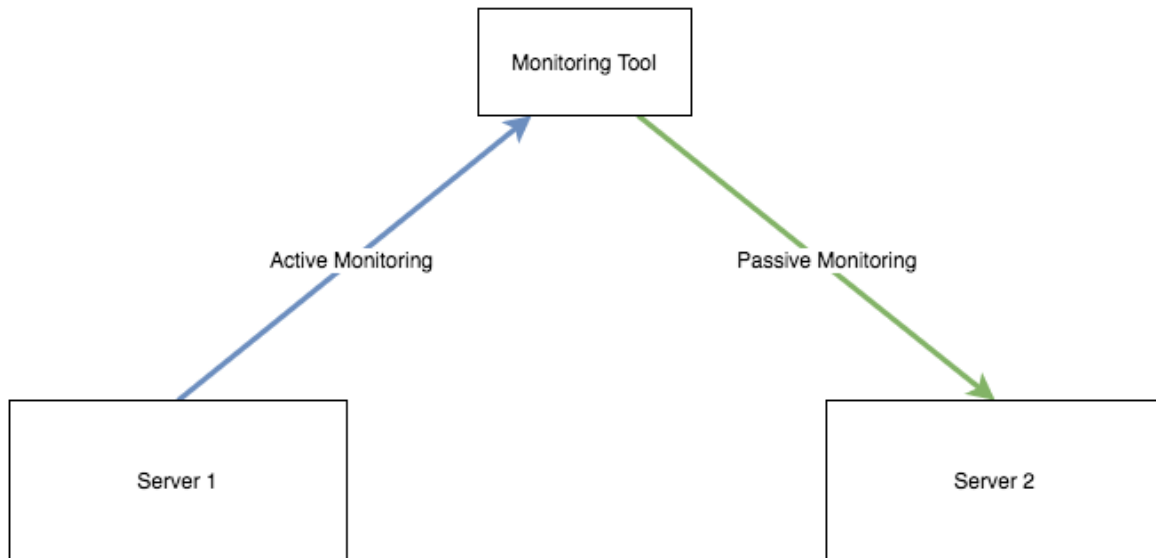 Monitoring Tool
Active Monitoring
Passive Monitoring
Server 1
Server 2